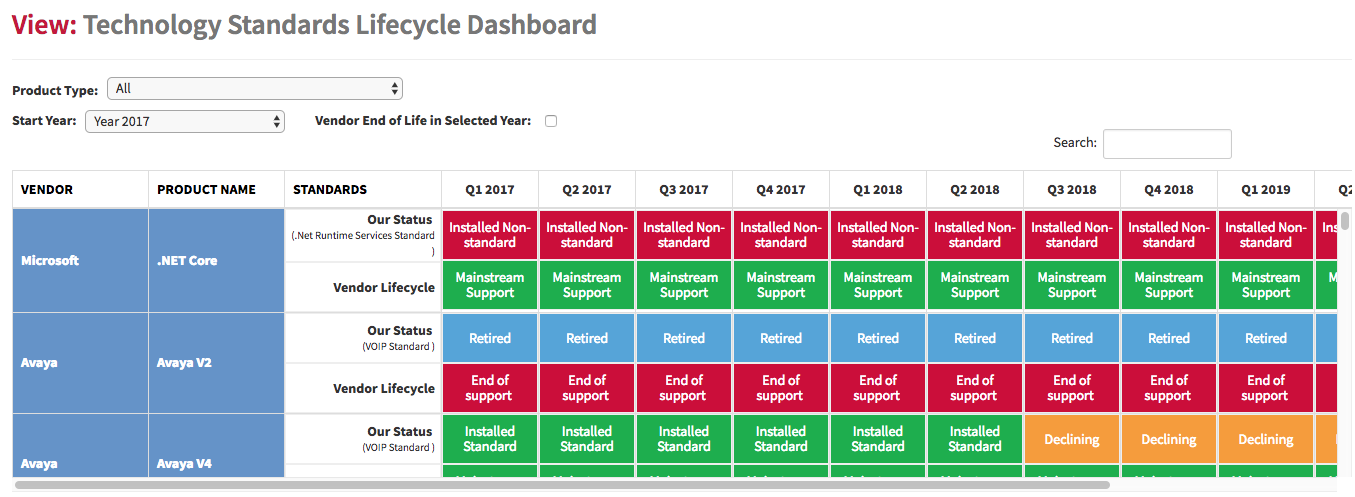 View: Technology Standards Lifecycle Dashboard
Product Type: All
Start Year: Year 2017 Vendor End of Life in Selected Year:
Search:
VENDOR PRODUCT NAME STANDARDS Q1 2017 Q2 2017 Q3 2017 Q4 2017 Q1 2018 Q2 2018 Q3 2018 Q4 2018 Q1 2019
Microsoft .NET Core
Our Status
(.Net Runtime Services Standard
)
Installed Non-
standard
Installed Non-
standard
Installed Non-
standard
Installed Non-
standard
Installed Non-
standard
Installed Non-
standard
Installed Non-
standard
Installed Non-
standard
Installed Non-
standard
Vendor Lifecycle
Mainstream
Support
Mainstream
Support
Mainstream
Support
Mainstream
Support
Mainstream
Support
Mainstream
Support
Mainstream
Support
Mainstream
Support
Mainstream
Support
Avaya Avaya V2
Our Status
(VOIP Standard )
Retired Retired Retired Retired Retired Retired Retired Retired Retired
Vendor Lifecycle
End of
support
End of
support
End of
support
End of
support
End of
support
End of
support
End of
support
End of
support
End of
support
Avaya Avaya V4
Our Status
(VOIP Standard )
Installed
Standard
Installed
Standard
Installed
Standard
Installed
Standard
Installed
Standard
Installed
Standard
Declining Declining Declining